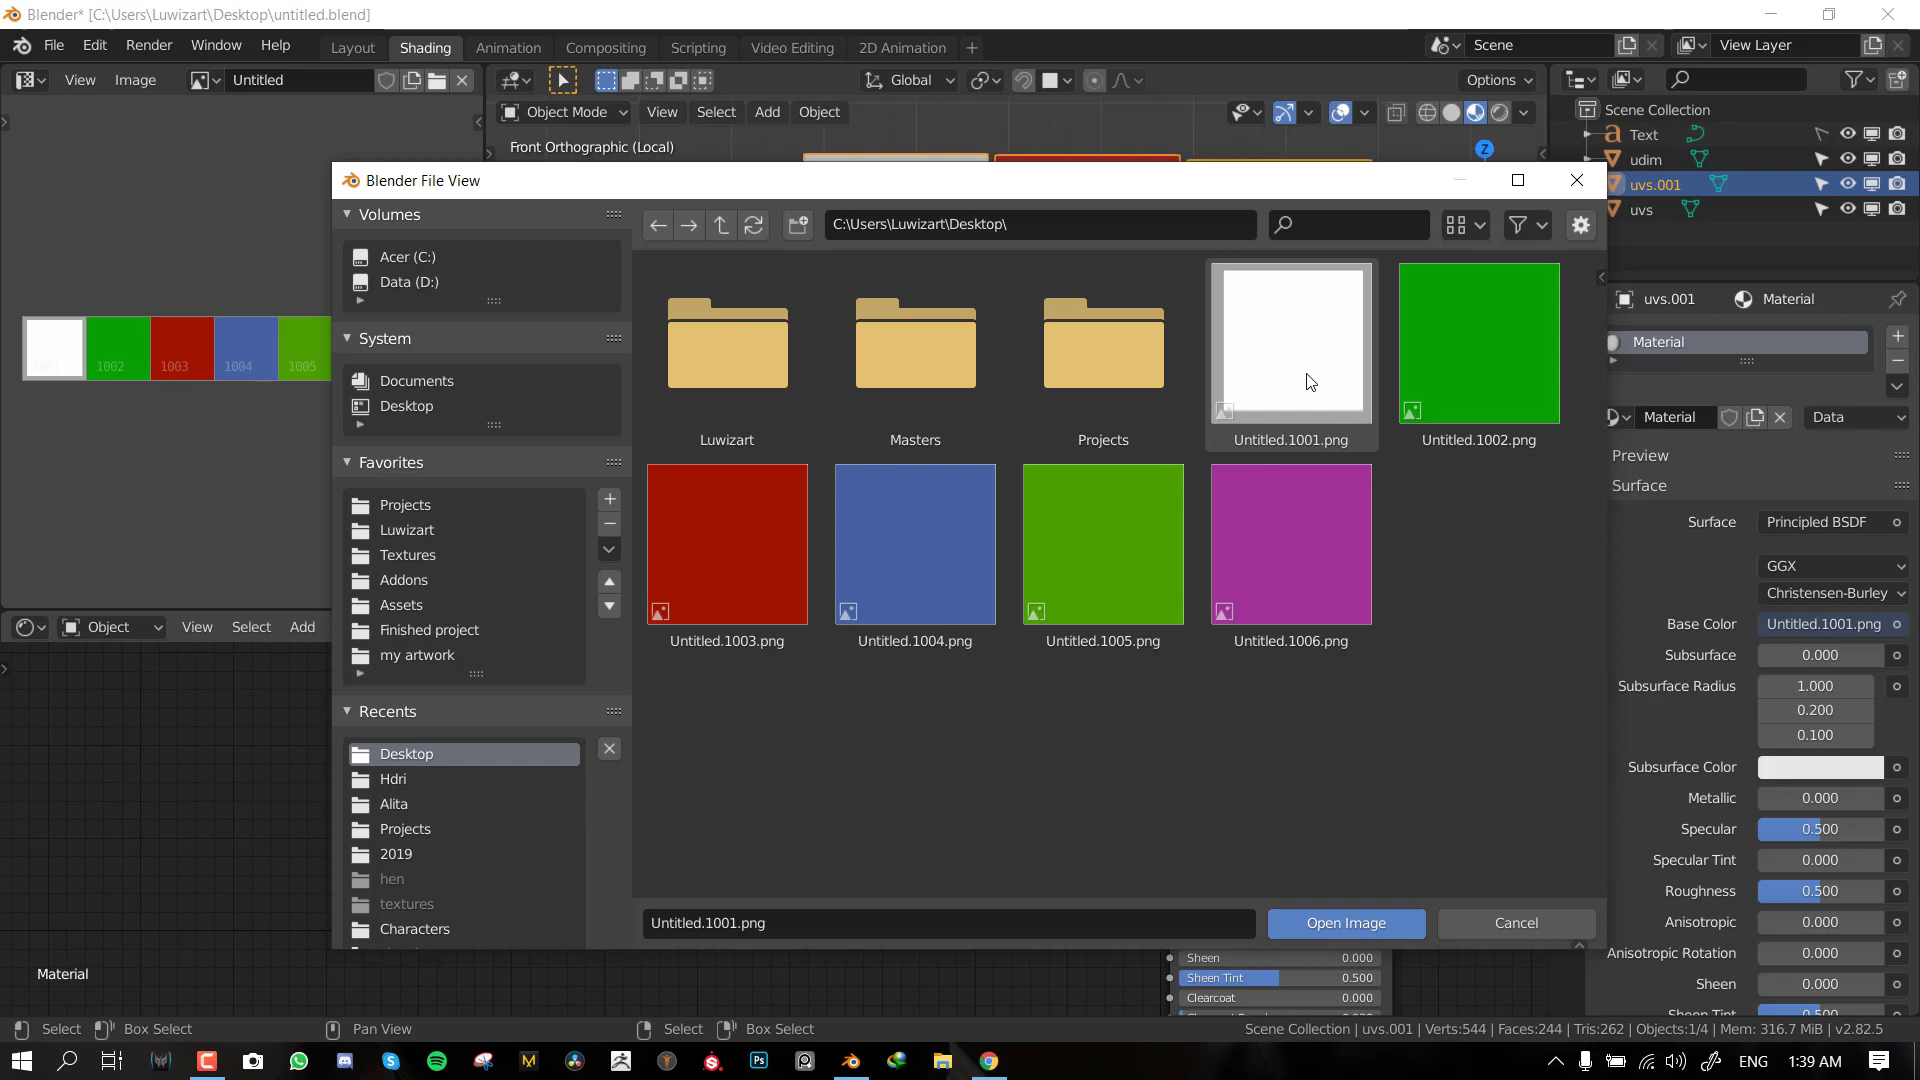 Blender* [C:\Users\Luwizart\Desktop\untitled.blend]
File Edit Render Window Help Layout Shading Animation Compositing Scripting Video Editing 2D Animation + Scene View Layer
View Image Untitled Global Options
Object Mode View Select Add Object
Scene Collection
Front Orthographic (Local)
Z
Text
udim
uvs.001
uvs
Blender File View
Volumes
Acer (C:)
Data (D:)
System
Documents
Desktop
Favorites
Projects
Luwizart
Textures
Addons
Assets
Finished project
my artwork
Recents
Desktop
Hdri
Alita
Projects
2019
hen
textures
Characters
C:\Users\Luwizart\Desktop\
Luwizart Masters Projects Untitled.1001.png Untitled.1002.png
Untitled.1003.png Untitled.1004.png Untitled.1005.png Untitled.1006.png
Untitled.1001.png Open Image Cancel
1001 1002 1003 1004 1005
Object View Select Add
Material
uvs.001 Material
Material
Material Data
Preview
Surface
Surface Principled BSDF
GGX
Christensen-Burley
Base Color Untitled.1001.png
Subsurface 0.000
Subsurface Radius 1.000
0.200
0.100
Subsurface Color
Metallic 0.000
Specular 0.500
Specular Tint 0.000
Roughness 0.500
Anisotropic 0.000
Anisotropic Rotation 0.000
Sheen 0.000
Sheen Tint 0.500
Sheen 0.000
Sheen Tint 0.500
Clearcoat 0.000
Select Box Select Pan View Select Box Select
Scene Collection | uvs.001 | Verts:544 | Faces:244 | Tris:262 | Objects:1/4 | Mem: 316.7 MiB | v2.82.5
Ps
ENG 1:39 AM